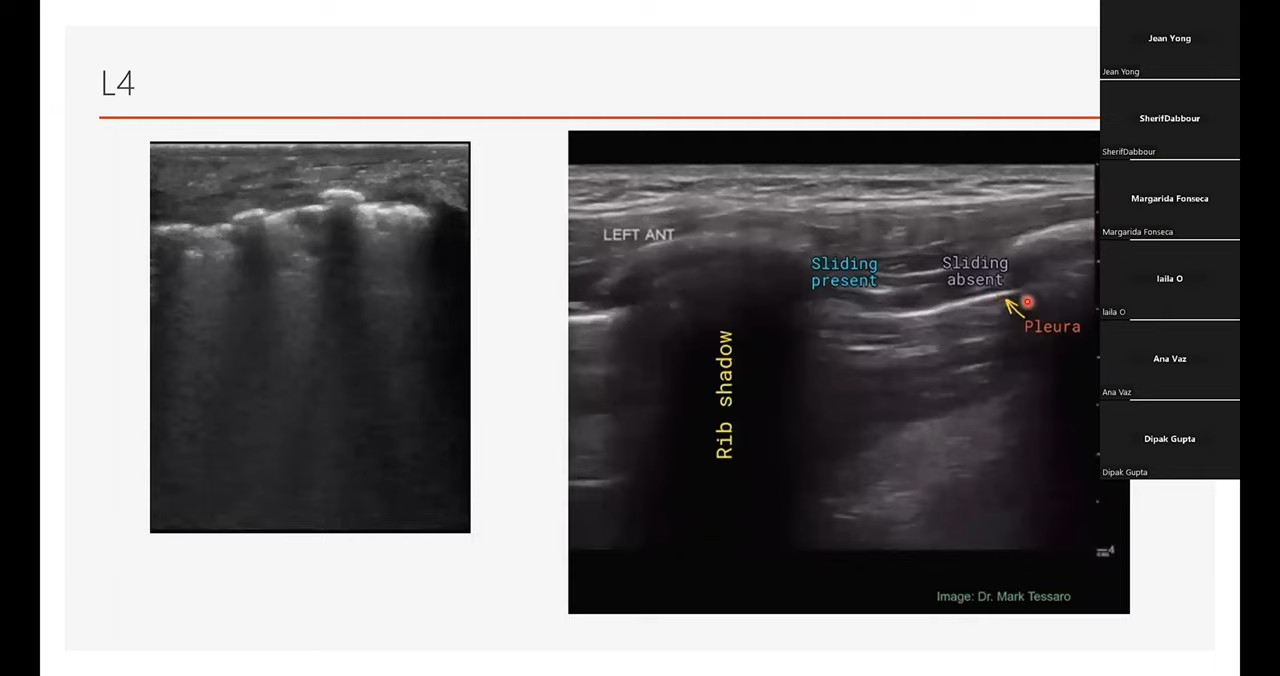 L4
LEFT ANT
Sliding
present
Sliding
absent
Pleura
Rib shadow
4
Image: Dr. Mark Tessaro
Jean Yong
Jean Yong
SherifDabbour
SherifDabbour
Margarida Fonseca
Margarida Fonseca
laila O
laila O
Ana Vaz
Ana Vaz
Dipak Gupta
Dipak Gupta